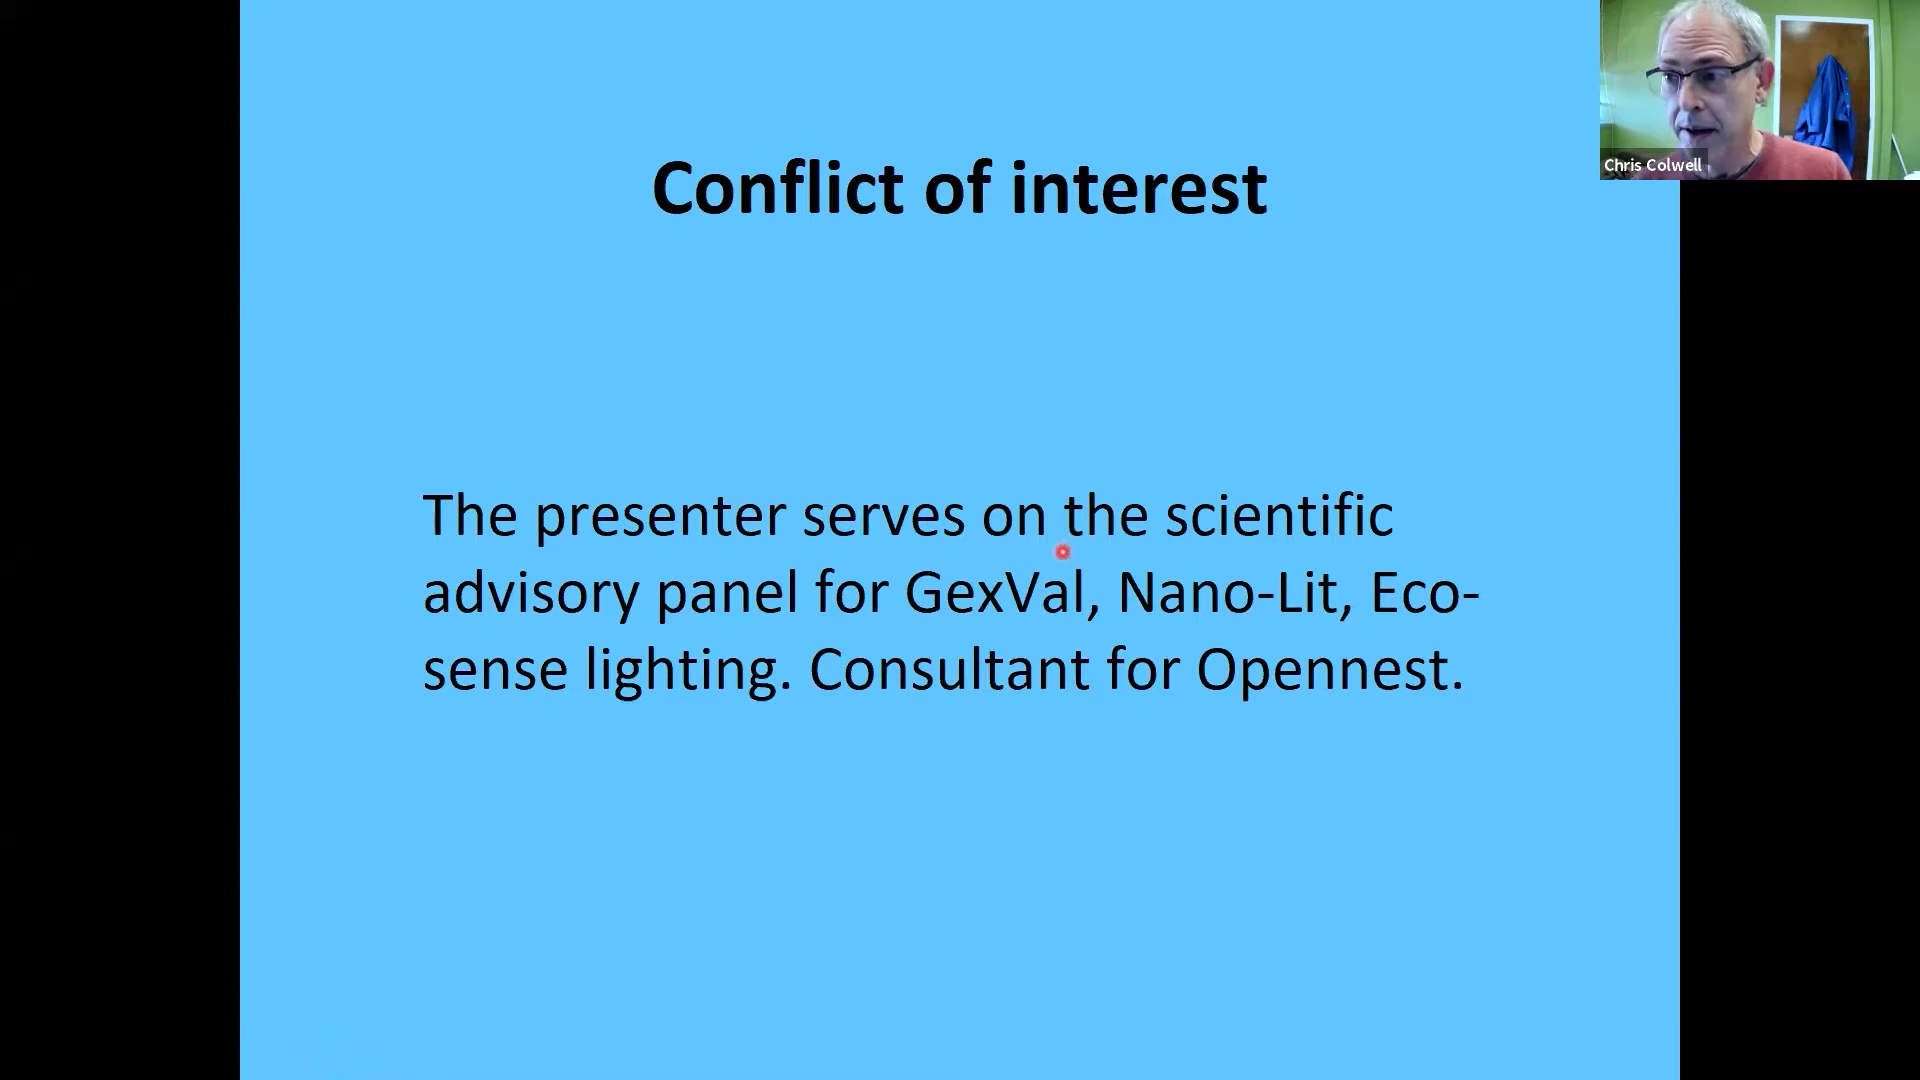 Conflict of interest
Chris Colwell
The presenter serves on the scientific
advisory panel for GexVal, Nano-Lit, Eco-
sense lighting. Consultant for Opennest.